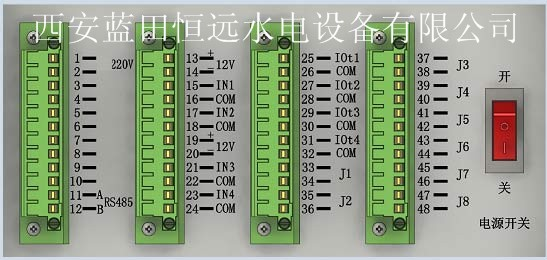 西安蓝田恒远水电设备有限公司
1 220V 13 + 12V 25 IOt1 37 J3
2 14 - 26 COM 38
3 15 IN1 27 IOt2 39 J4
4 16 COM 28 COM 40
5 17 IN2 29 IOt3 41 J5
6 18 COM 30 COM 42
7 19 + 12V 31 IOt4 43 J6
8 20 - 32 COM 44
9 21 IN3 33 J1 45 J7
10 22 COM 34 46
11 A RS485 23 IN4 35 J2 47 J8
12 B 24 COM 36 48
开
关
电源开关